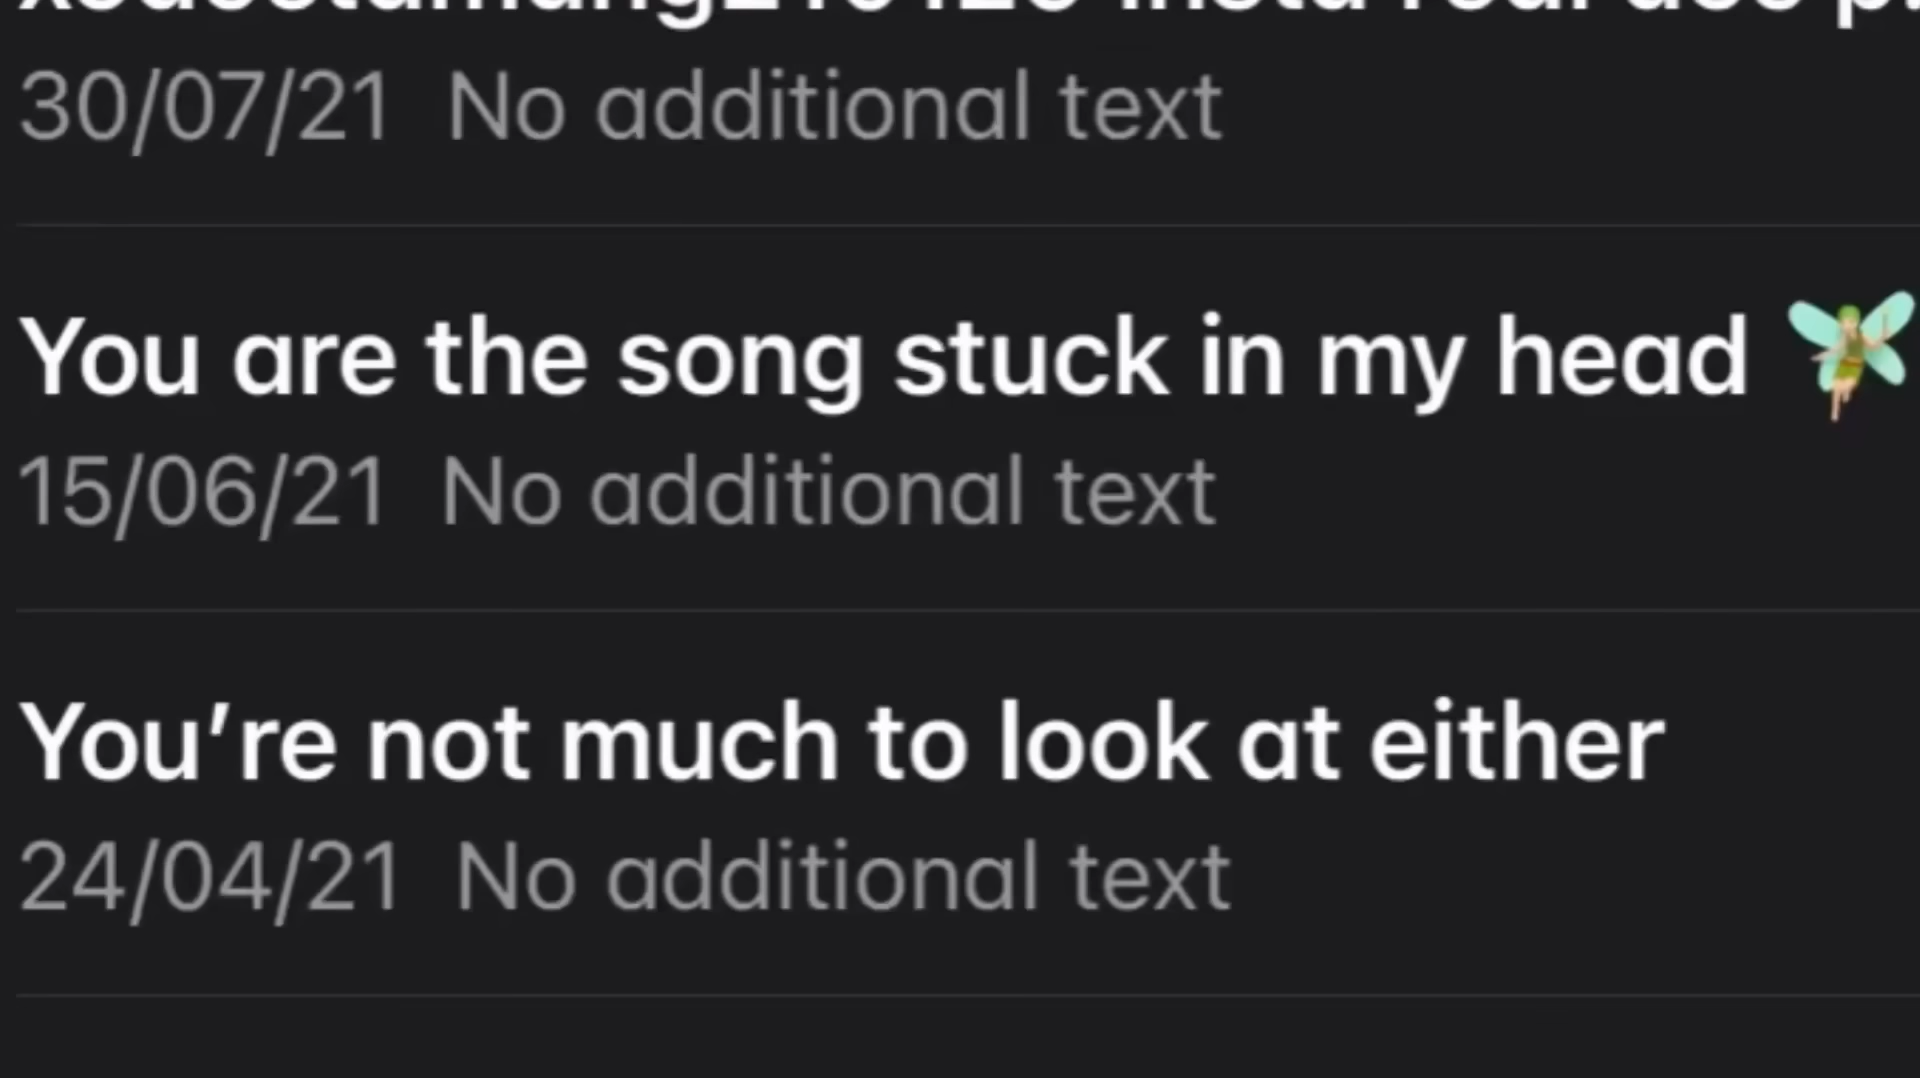 30/07/21 No additional text
You are the song stuck in my head 🧚
15/06/21 No additional text
You're not much to look at either
24/04/21 No additional text